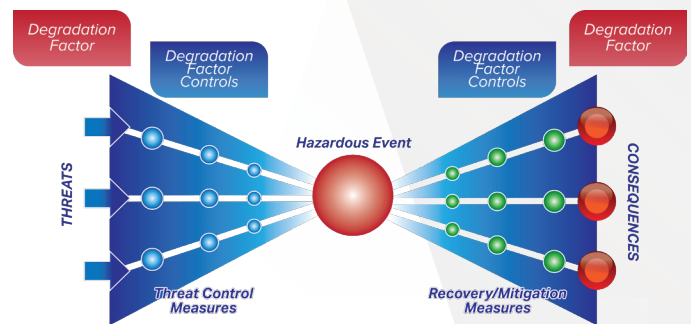 Degradation
Factor
Degradation
Factor
Controls
Degradation
Factor
Controls
Degradation
Factor
Hazardous Event
THREATS
CONSEQUENCES
Threat Control
Measures
Recovery/Mitigation
Measures